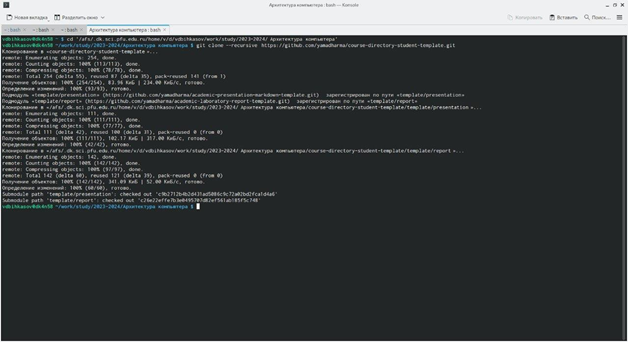 Архитектура компьютера : bash — Konsole
Новая вкладка Разделить окно Копировать Вставить Поиск...
: bash : bash : bash Архитектура компьютера : bash
vdbihkasov@dk4n58 ~ $ cd '/afs/.dk.sci.pfu.edu.ru/home/v/d/vdbihkasov/work/study/2023-2024/ Архитектура компьютера'
vdbihkasov@dk4n58 ~/work/study/2023-2024/Архитектура компьютера $ git clone --recursive https://github.com/yamadharma/course-directory-student-template.git
Клонирование в «course-directory-student-template »...
remote: Enumerating objects: 254, done.
remote: Counting objects: 100% (113/113), done.
remote: Compressing objects: 100% (78/78), done.
remote: Total 254 (delta 55), reused 87 (delta 35), pack-reused 141 (from 1)
Получение объектов: 100% (254/254), 83.96 КиБ | 234.00 КиБ/с, готово.
Определение изменений: 100% (93/93), готово.
Подмодуль «template/presentation» (https://github.com/yamadharma/academic-presentation-markdown-template.git) зарегистрирован по пути «template/presentation»
Подмодуль «template/report» (https://github.com/yamadharma/academic-laboratory-report-template.git) зарегистрирован по пути «template/report»
Клонирование в «/afs/.dk.sci.pfu.edu.ru/home/v/d/vdbihkasov/work/study/2023-2024/ Архитектура компьютера/course-directory-student-template/template/presentation »...
remote: Enumerating objects: 111, done.
remote: Counting objects: 100% (111/111), done.
remote: Compressing objects: 100% (77/77), done.
remote: Total 111 (delta 42), reused 100 (delta 31), pack-reused 0 (from 0)
Получение объектов: 100% (111/111), 102.17 КиБ | 317.00 КиБ/с, готово.
Определение изменений: 100% (42/42), готово.
Клонирование в «/afs/.dk.sci.pfu.edu.ru/home/v/d/vdbihkasov/work/study/2023-2024/ Архитектура компьютера/course-directory-student-template/template/report »...
remote: Enumerating objects: 142, done.
remote: Counting objects: 100% (142/142), done.
remote: Compressing objects: 100% (97/97), done.
remote: Total 142 (delta 60), reused 121 (delta 39), pack-reused 0 (from 0)
Получение объектов: 100% (142/142), 341.09 КиБ | 52.00 КиБ/с, готово.
Определение изменений: 100% (60/60), готово.
Submodule path 'template/presentation': checked out
Submodule path 'template/report': checked out
vdbihkasov@dk4n58 ~/work/study/2023-2024/Архитектура компьютера $